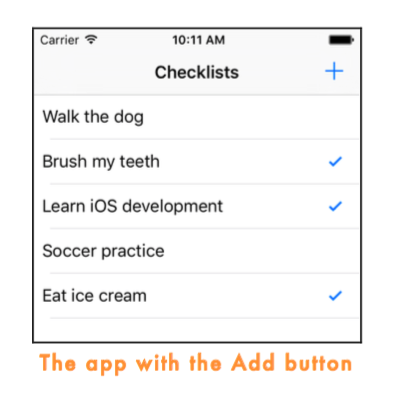 Carrier 10:11 AM
Checklists +
Walk the dog
Brush my teeth
Learn iOS development
Soccer practice
Eat ice cream
The app with the Add button